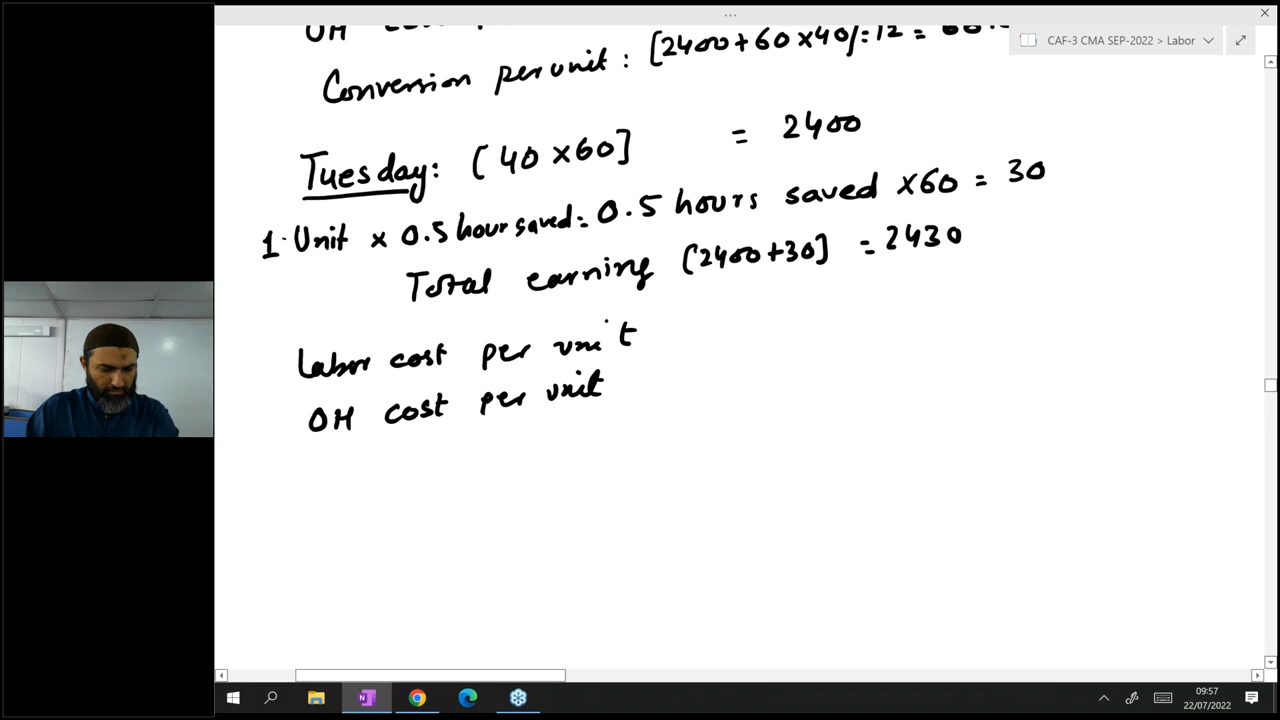 OH
Conversion per unit : [2400+60 ×40]÷12 =
CAF-3 CMA SEP-2022 > Labor
Tuesday: [40 ×60] = 2400
1. Unit × 0.5 hour saved = 0.5 hours saved ×60 = 30
Total earning [2400+30] = 2430
Labor cost per unit
OH cost per unit
09:57
22/07/2022